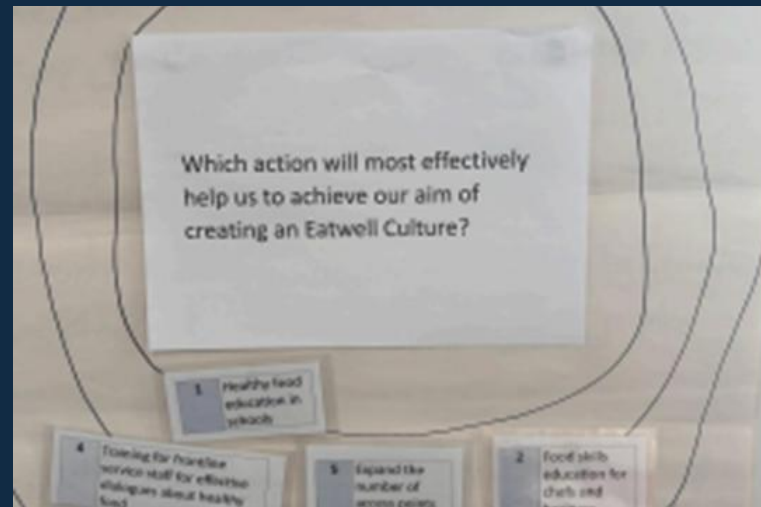 Which action will most effectively
help us to achieve our aim of
creating an Eatwell Culture?
1
Healthy food
education in
schools
4
Training for frontline
service staff for effective
dialogues about healthy
food
5
Expand the
number of
access points
2
Food skills
education for
chefs and